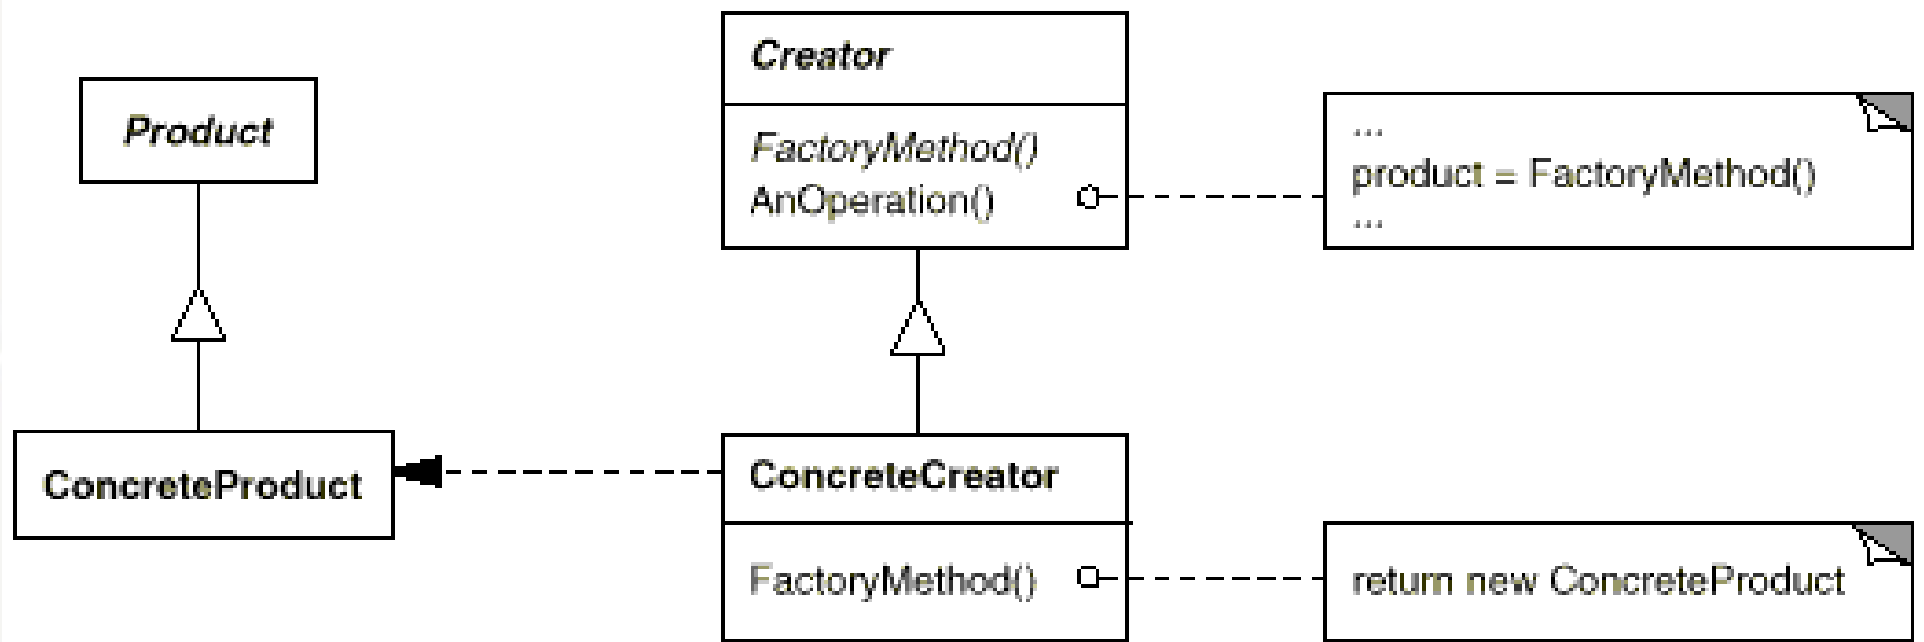 Product
ConcreteProduct
Creator
FactoryMethod()
AnOperation()
...
product = FactoryMethod()
...
ConcreteCreator
FactoryMethod()
return new ConcreteProduct